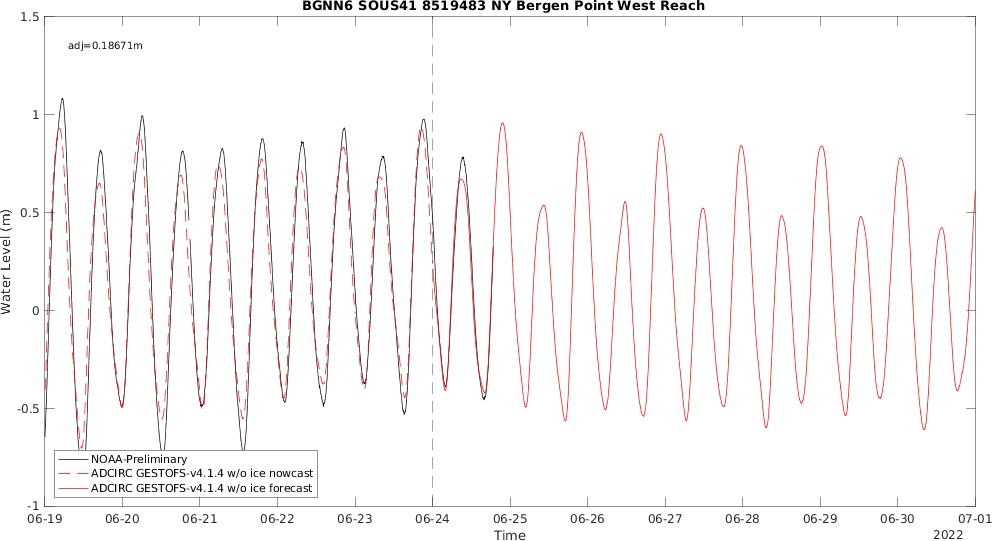 BGNN6 SOUS41 8519483 NY Bergen Point West Reach
1.5
adj=0.18671m
1
0.5
Water Level (m)
0
-0.5
NOAA-Preliminary
ADCIRC GESTOFS-v4.1.4 w/o ice nowcast
ADCIRC GESTOFS-v4.1.4 w/o ice forecast
-1
06-19 06-20 06-21 06-22 06-23 06-24 06-25 06-26 06-27 06-28 06-29 06-30 07-01
Time
2022